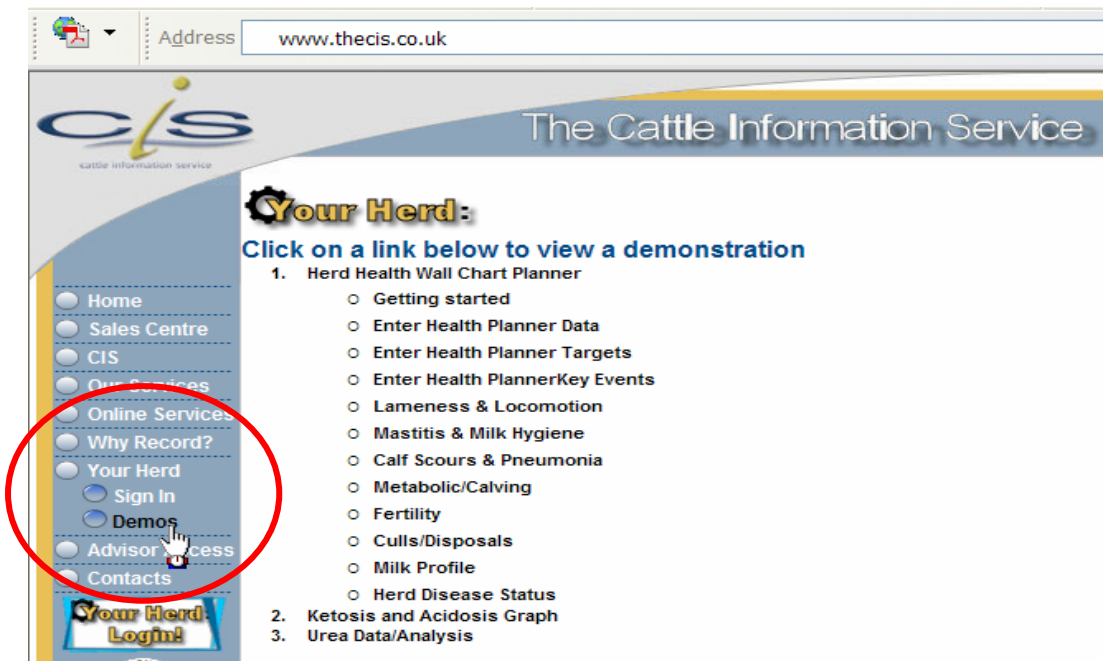 Address www.thecis.co.uk
cis
cattle information service
The Cattle Information Service
Your Herd:
Click on a link below to view a demonstration
1. Herd Health Wall Chart Planner
○ Getting started
○ Enter Health Planner Data
○ Enter Health Planner Targets
○ Enter Health PlannerKey Events
○ Lameness & Locomotion
○ Mastitis & Milk Hygiene
○ Calf Scours & Pneumonia
○ Metabolic/Calving
○ Fertility
○ Culls/Disposals
○ Milk Profile
○ Herd Disease Status
2. Ketosis and Acidosis Graph
3. Urea Data/Analysis
Home
Sales Centre
CIS
Our Services
Online Services
Why Record?
Your Herd
Sign In
Demos
Advisor Access
Contacts
Your Herd:
Login!